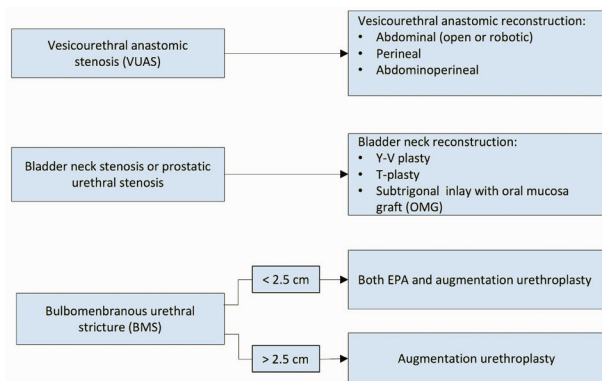 Vesicourethral anastomic
stenosis (VUAS)
Vesicourethral anastomic reconstruction:
• Abdominal (open or robotic)
• Perineal
• Abdominoperineal
Bladder neck stenosis or prostatic
urethral stenosis
Bladder neck reconstruction:
• Y-V plasty
• T-plasty
• Subtrigonal inlay with oral mucosa
graft (OMG)
Bulbomenbranous urethral
stricture (BMS)
< 2.5 cm
Both EPA and augmentation urethroplasty
> 2.5 cm
Augmentation urethroplasty